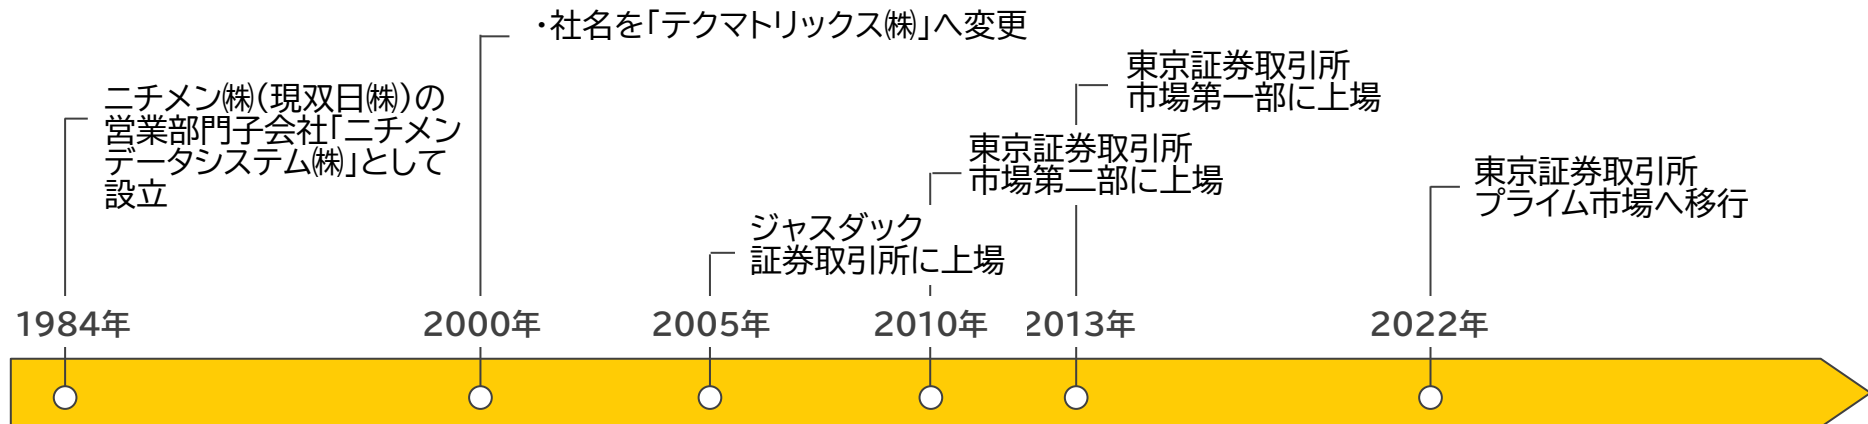 ・社名を「テクマトリックス㈱」へ変更
東京証券取引所
市場第一部に上場
ニチメン㈱（現双日㈱）の
営業部門子会社「ニチメン
データシステム㈱」として
設立
東京証券取引所
市場第二部に上場
東京証券取引所
プライム市場へ移行
ジャスダック
証券取引所に上場
1984年
2000年
2005年
2010年
2013年
2022年